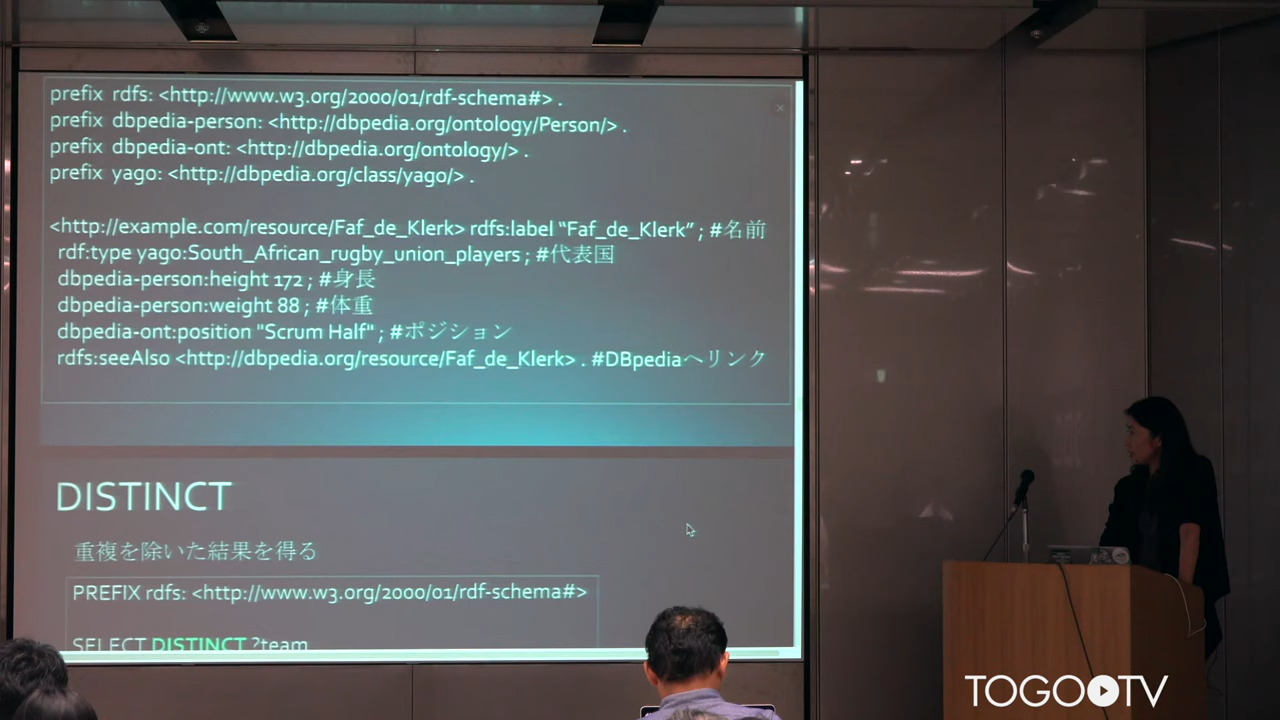 prefix rdfs: <http://www.w3.org/2000/01/rdf-schema#> .
prefix dbpedia-person: <http://dbpedia.org/ontology/Person/> .
prefix dbpedia-ont: <http://dbpedia.org/ontology/> .
prefix yago: <http://dbpedia.org/class/yago/> .
<http://example.com/resource/Faf_de_Klerk> rdfs:label “Faf_de_Klerk” ; #名前
rdf:type yago:South_African_rugby_union_players ; #代表国
dbpedia-person:height 172 ; #身長
dbpedia-person:weight 88 ; #体重
dbpedia-ont:position "Scrum Half" ; #ポジション
rdfs:seeAlso <http://dbpedia.org/resource/Faf_de_Klerk> . #DBpediaへリンク
DISTINCT
重複を除いた結果を得る
PREFIX rdfs: <http://www.w3.org/2000/01/rdf-schema#>
SELECT DISTINCT ?team
TOGOTV